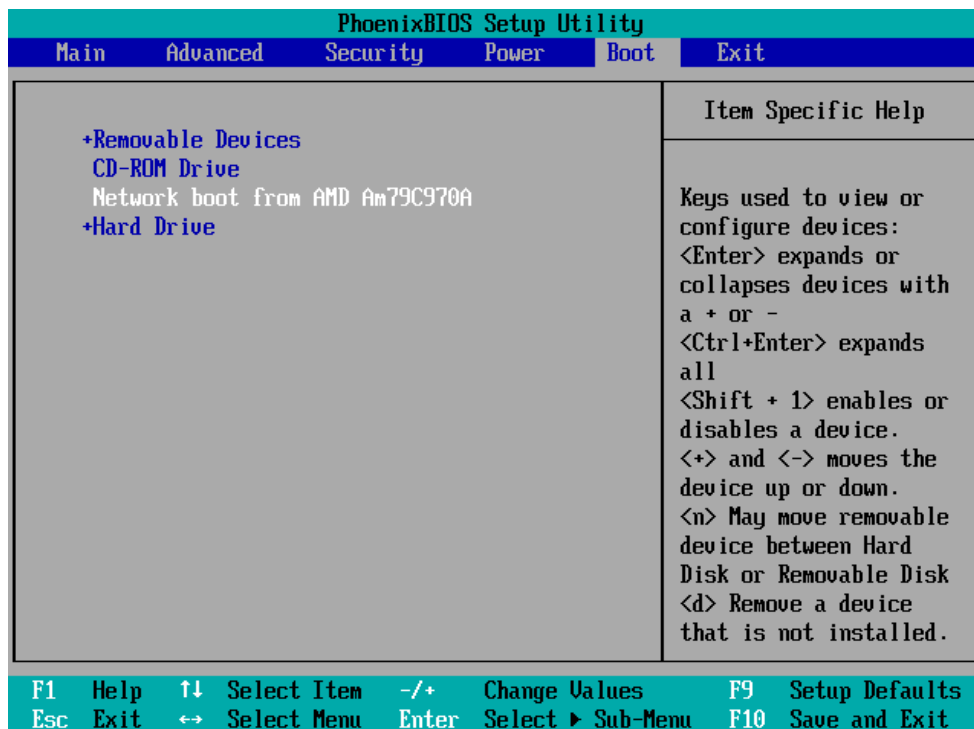 PhoenixBIOS Setup Utility
Main Advanced Security Power Boot Exit
+Removable Devices
CD-ROM Drive
Network boot from AMD Am79C970A
+Hard Drive
Item Specific Help
Keys used to view or
configure devices:
<Enter> expands or
collapses devices with
a + or -
<Ctrl+Enter> expands
all
<Shift + 1> enables or
disables a device.
<+> and <-> moves the
device up or down.
<n> May move removable
device between Hard
Disk or Removable Disk
<d> Remove a device
that is not installed.
F1 Help ↑↓ Select Item -/+ Change Values F9 Setup Defaults
Esc Exit ↔ Select Menu Enter Select ▶ Sub-Menu F10 Save and Exit